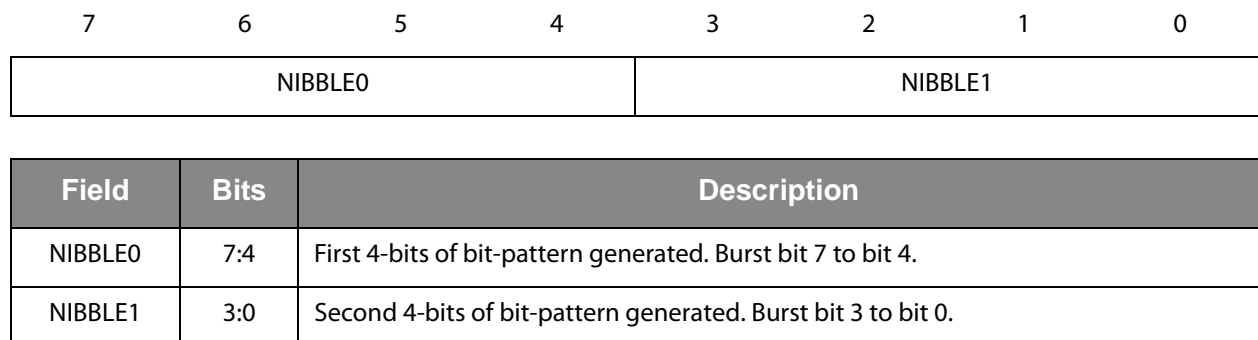 7 6 5 4 3 2 1 0
NIBBLE0 NIBBLE1
Field Bits Description
NIBBLE0 7:4 First 4-bits of bit-pattern generated. Burst bit 7 to bit 4.
NIBBLE1 3:0 Second 4-bits of bit-pattern generated. Burst bit 3 to bit 0.